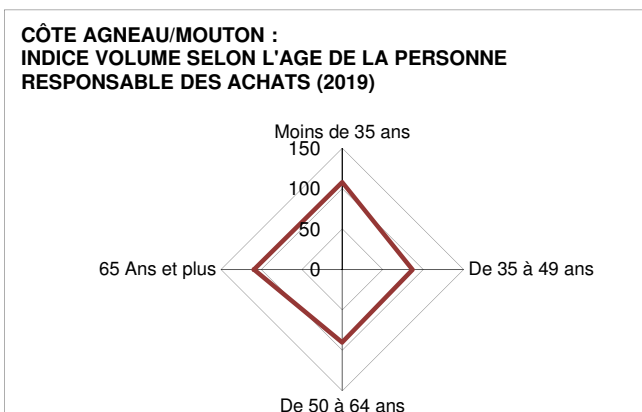 CÔTE AGNEAU/MOUTON :
INDICE VOLUME SELON L'AGE DE LA PERSONNE
RESPONSABLE DES ACHATS (2019)
Moins de 35 ans
150
100
50
65 Ans et plus
0
De 35 à 49 ans
De 50 à 64 ans